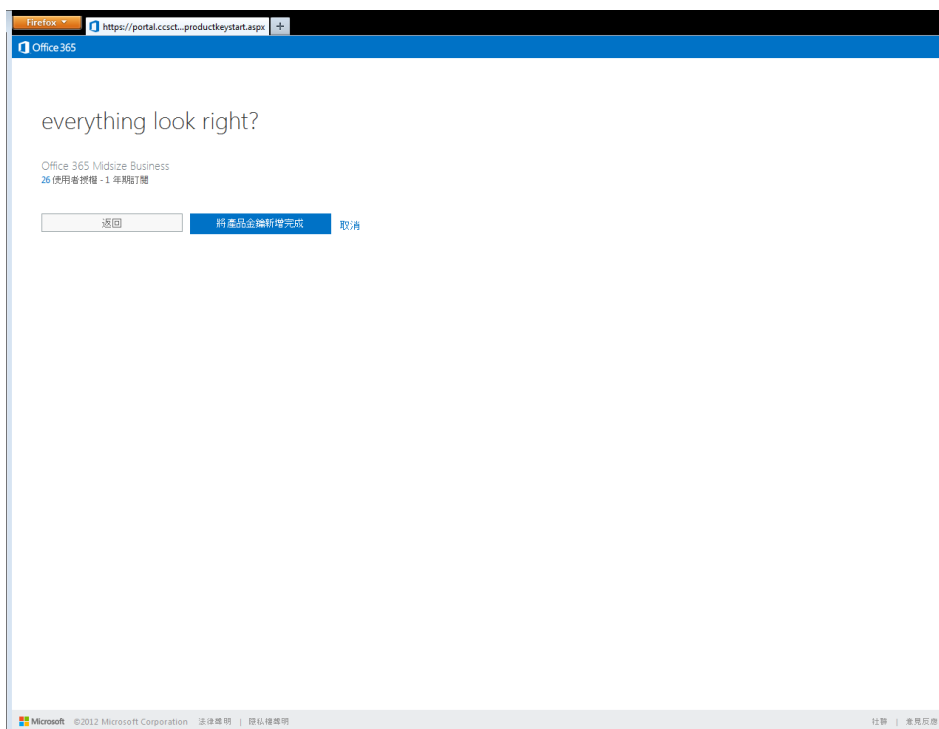 Firefox
https://portal.ccsct...productkeystart.aspx +
Office 365
everything look right?
Office 365 Midsize Business
26 使用者授權 - 1 年期訂閱
返回 將產品金鑰新增完成 取消
Microsoft ©2012 Microsoft Corporation 法律聲明 | 隱私權聲明 社群 | 意見反應